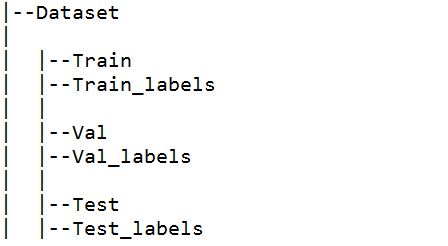 |--Dataset
|
|  |--Train
|  |--Train_labels
|  |
|  |--Val
|  |--Val_labels
|  |
|  |--Test
|  |--Test_labels